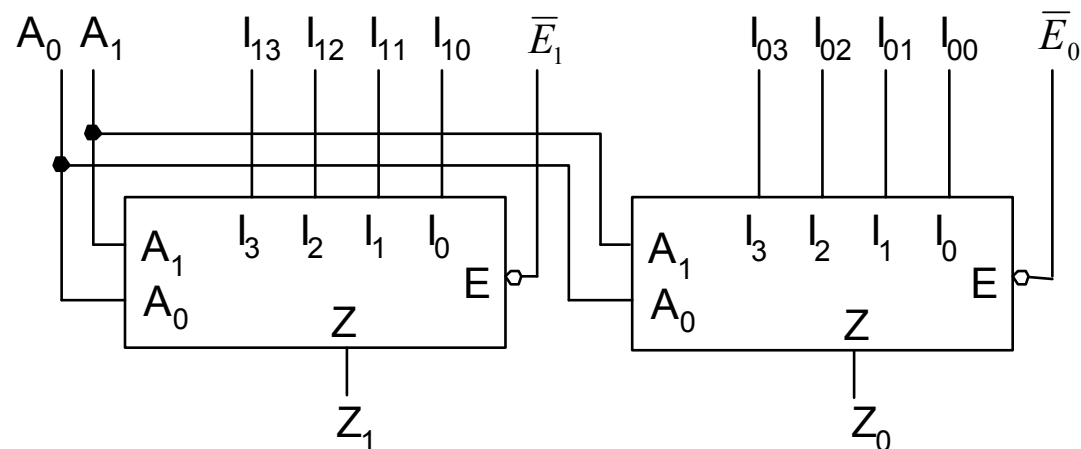 A₀ A₁ I₁₃ I₁₂ I₁₁ I₁₀ E̅₁ I₀₃ I₀₂ I₀₁ I₀₀ E̅₀
A₁ I₃ I₂ I₁ I₀ E A₁ I₃ I₂ I₁ I₀ E
A₀ Z A₀ Z
Z₁ Z₀